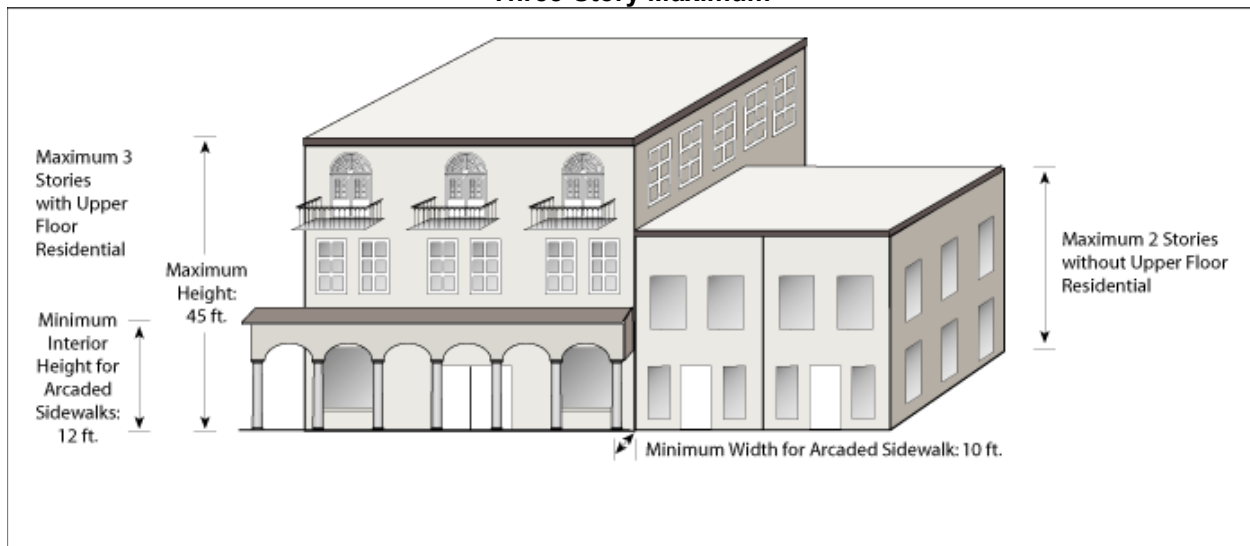 Three-Story Maximum
Maximum 3
Stories
with Upper
Floor
Residential
Maximum
Height:
45 ft.
Minimum
Interior
Height for
Arcaded
Sidewalks:
12 ft.
Maximum 2 Stories
without Upper Floor
Residential
Minimum Width for Arcaded Sidewalk: 10 ft.